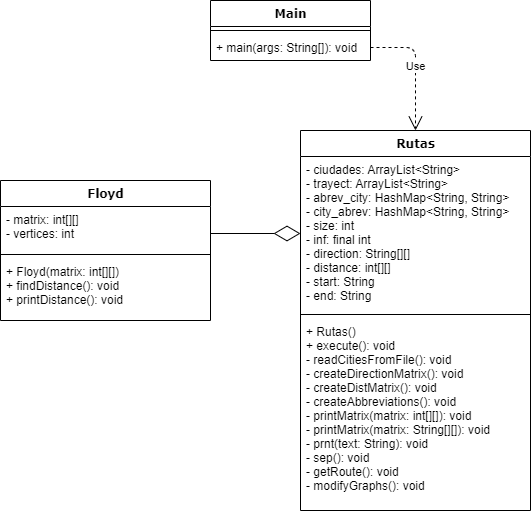 Main
+ main(args: String[]): void
Use
Rutas
- ciudades: ArrayList<String>
- trayect: ArrayList<String>
- abrev_city: HashMap<String, String>
- city_abrev: HashMap<String, String>
- size: int
- inf: final int
- direction: String[][]
- distance: int[][]
- start: String
- end: String
+ Rutas()
+ execute(): void
- readCitiesFromFile(): void
- createDirectionMatrix(): void
- createDistMatrix(): void
- createAbbreviations(): void
- printMatrix(matrix: int[][]): void
- printMatrix(matrix: String[][]): void
- prnt(text: String): void
- sep(): void
- getRoute(): void
- modifyGraphs(): void
Floyd
- matrix: int[][]
- vertices: int
+ Floyd(matrix: int[][])
+ findDistance(): void
+ printDistance(): void